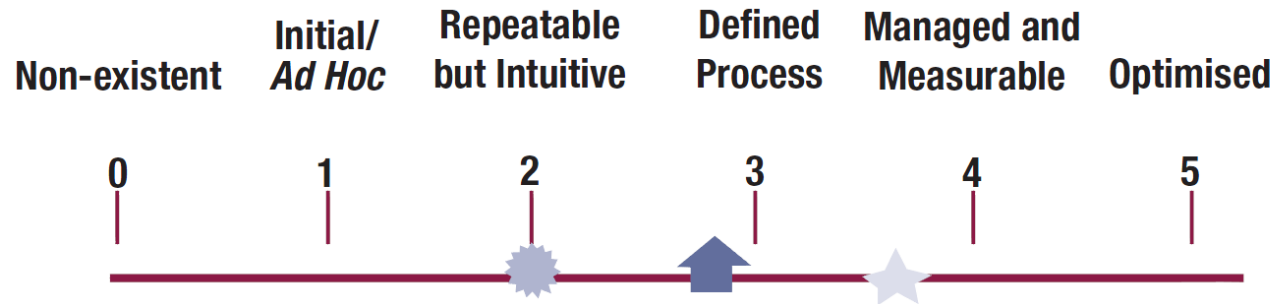 Non-existent
Initial/
Ad Hoc
Repeatable
but Intuitive
Defined
Process
Managed and
Measurable
Optimised
0 1 2 3 4 5